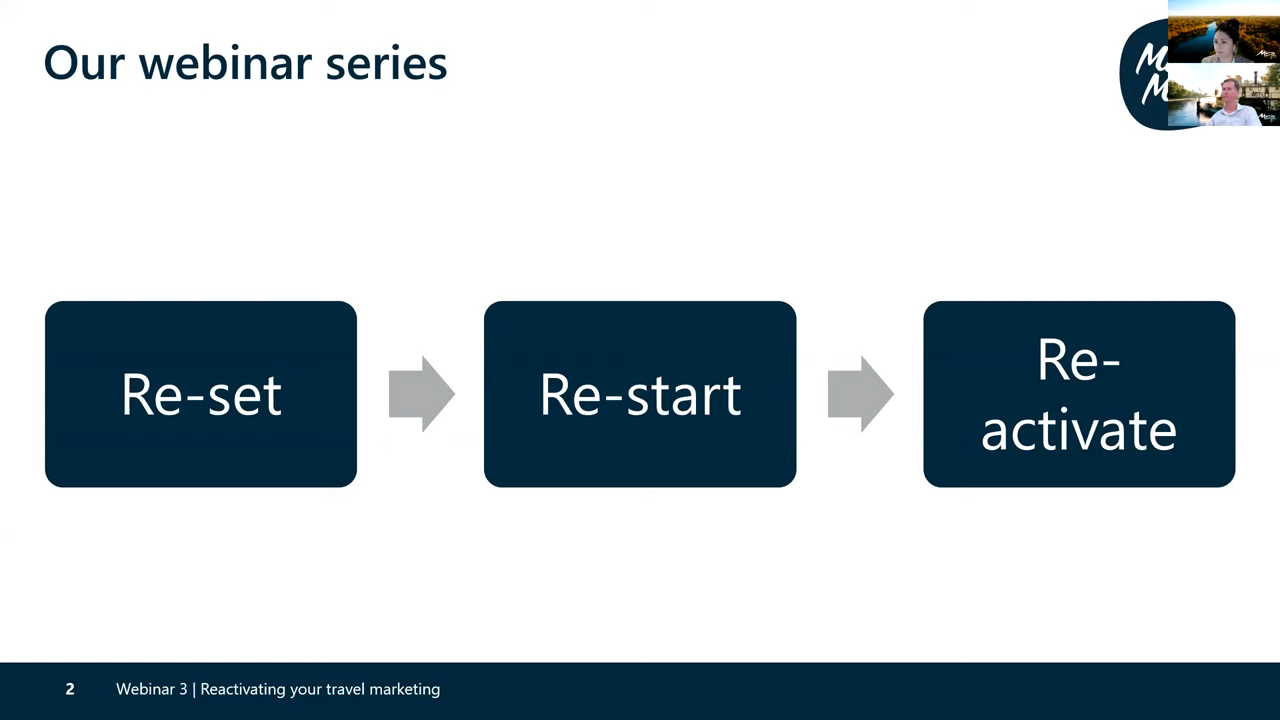 Our webinar series
Re-set
Re-start
Re-
activate
2
Webinar 3 | Reactivating your travel marketing